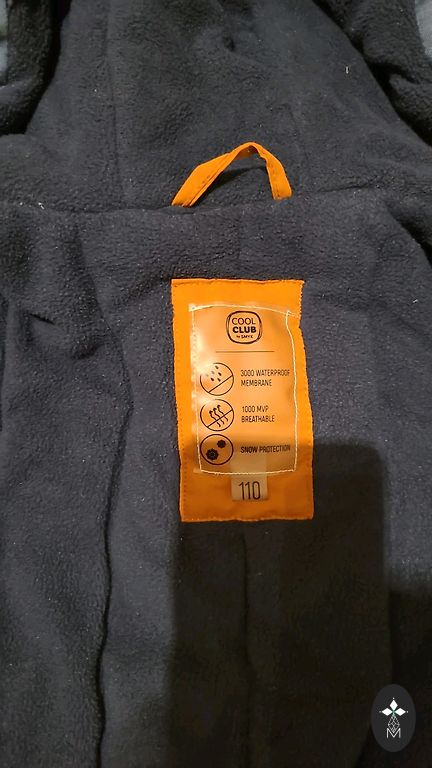 COOL
CLUB
by SMYK
3000 WATERPROOF
MEMBRANE
1000 MVP
BREATHABLE
SNOW PROTECTION
110
M